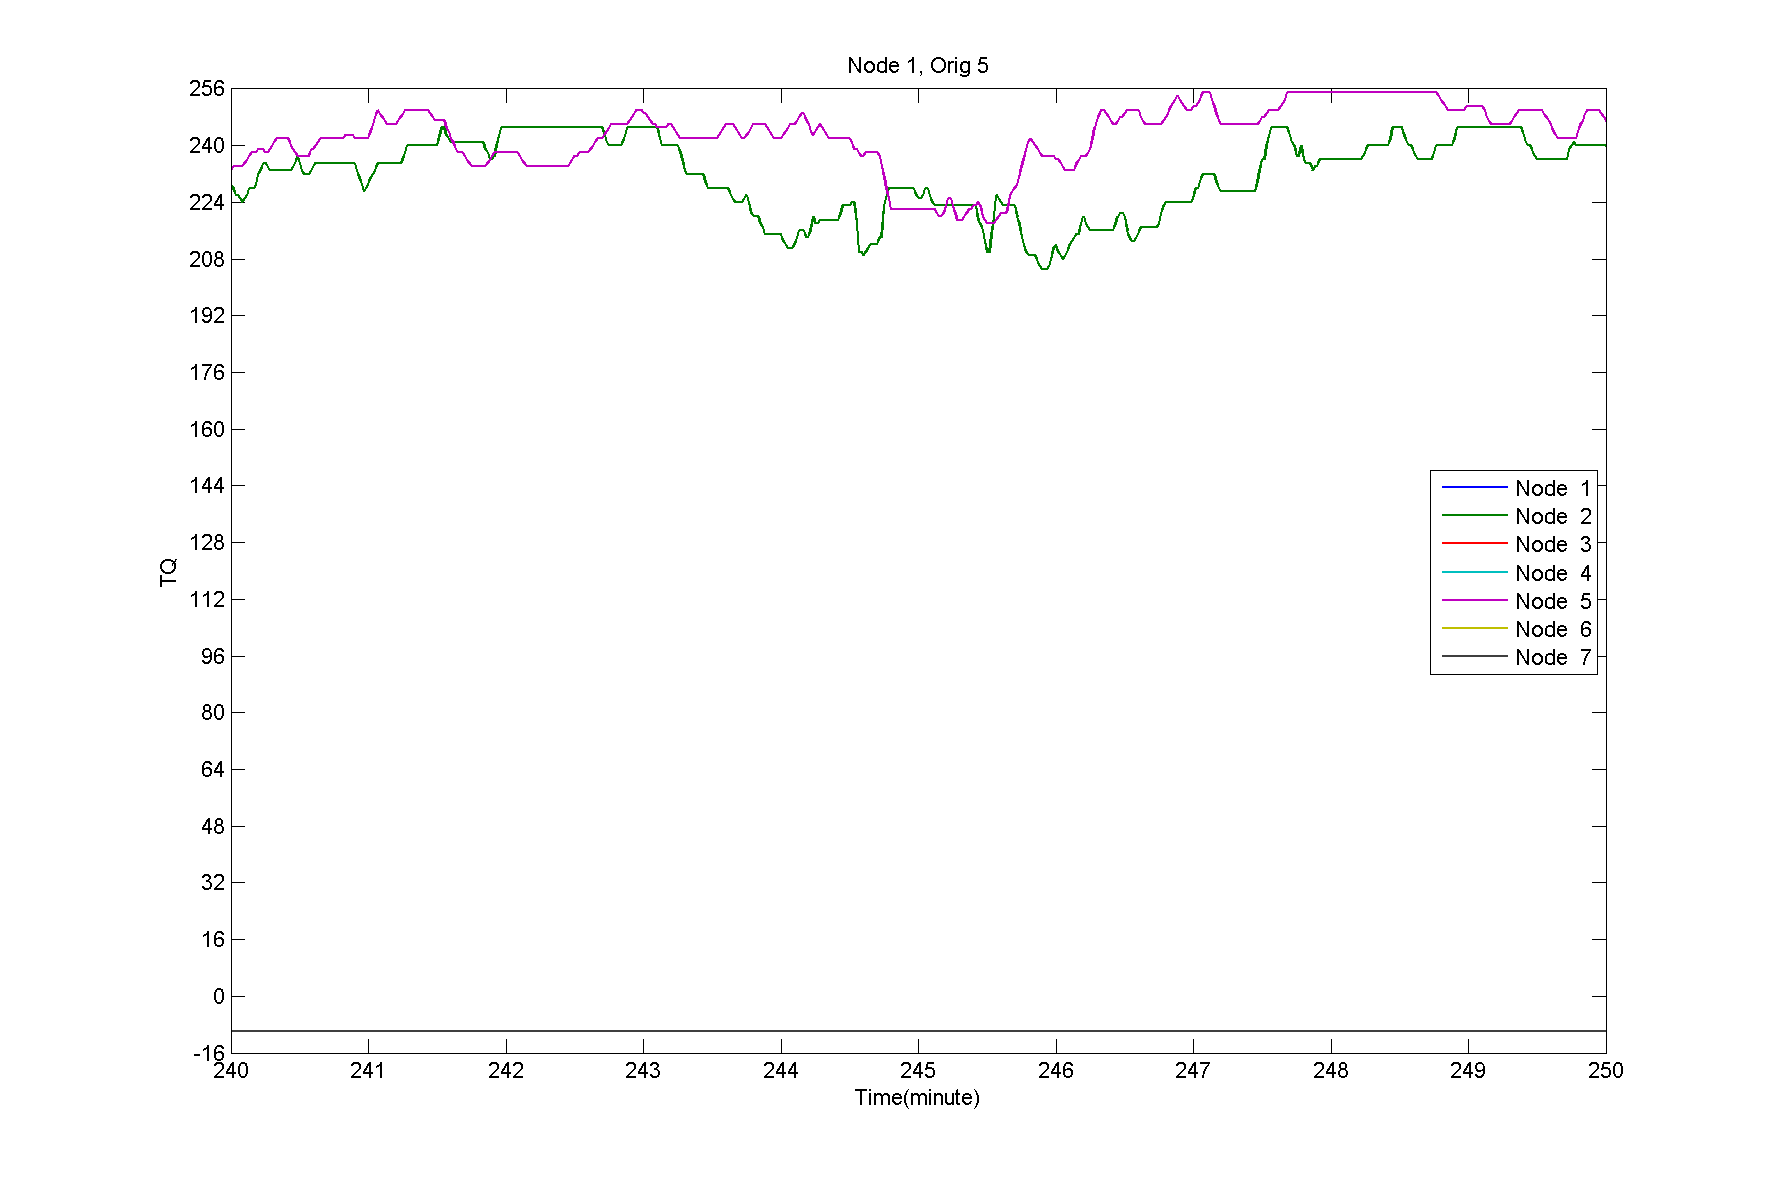 Node 1, Orig 5
256
240
224
208
192
176
160
144
128
112
96
80
64
48
32
16
0
-16
TQ
Node 1
Node 2
Node 3
Node 4
Node 5
Node 6
Node 7
240 241 242 243 244 245 246 247 248 249 250
Time(minute)